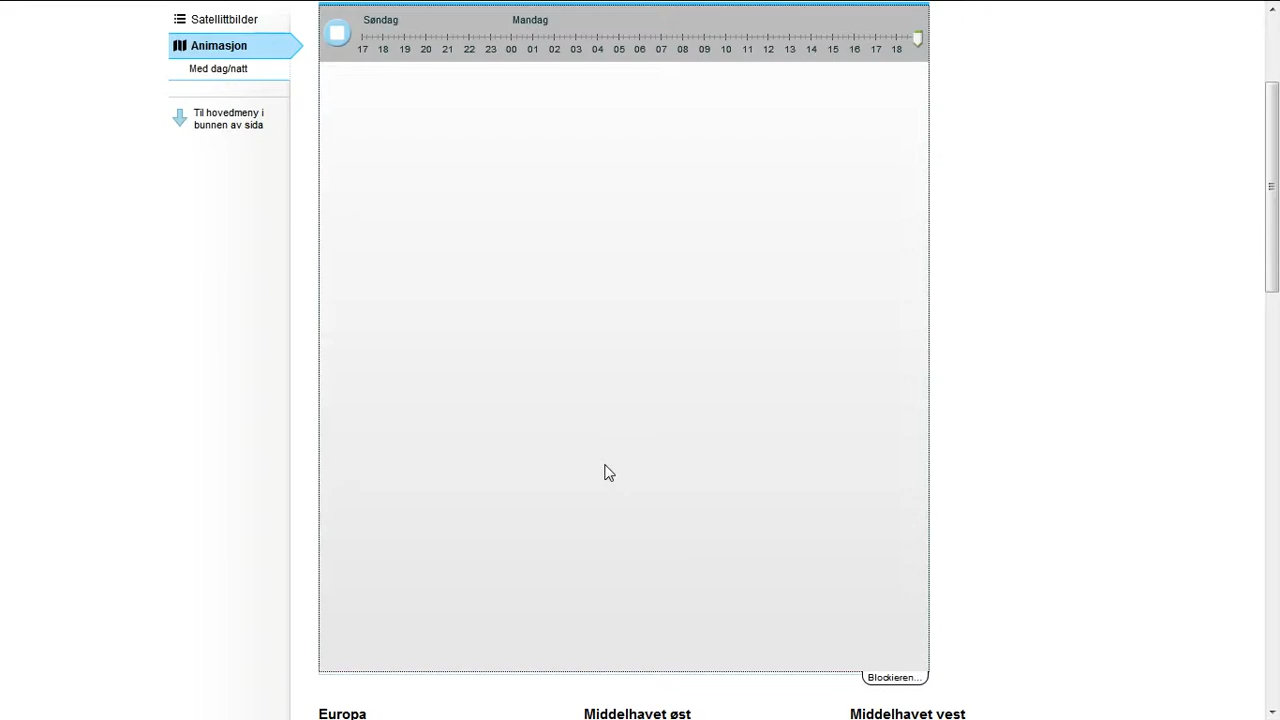 Satellittbilder
Animasjon
Med dag/natt
Til hovedmeny i
bunnen av sida
Søndag Mandag
17 18 19 20 21 22 23 00 01 02 03 04 05 06 07 08 09 10 11 12 13 14 15 16 17 18
Blockieren...
Europa Middelhavet øst Middelhavet vest